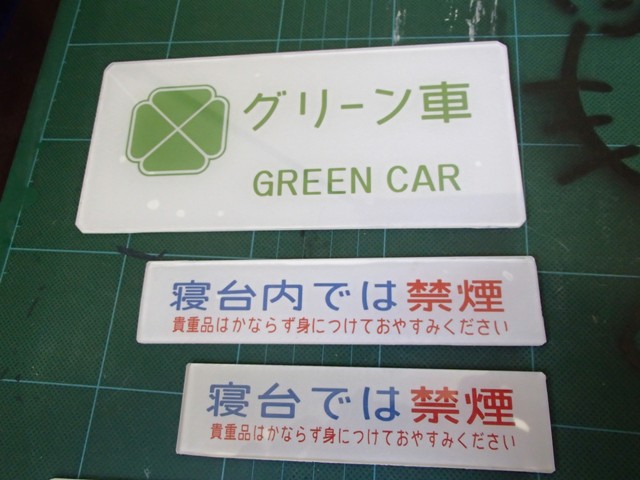 グリーン車
GREEN CAR
寝台内では禁煙
貴重品はかならず身につけておやすみください
寝台では禁煙
貴重品はかならず身につけておやすみください